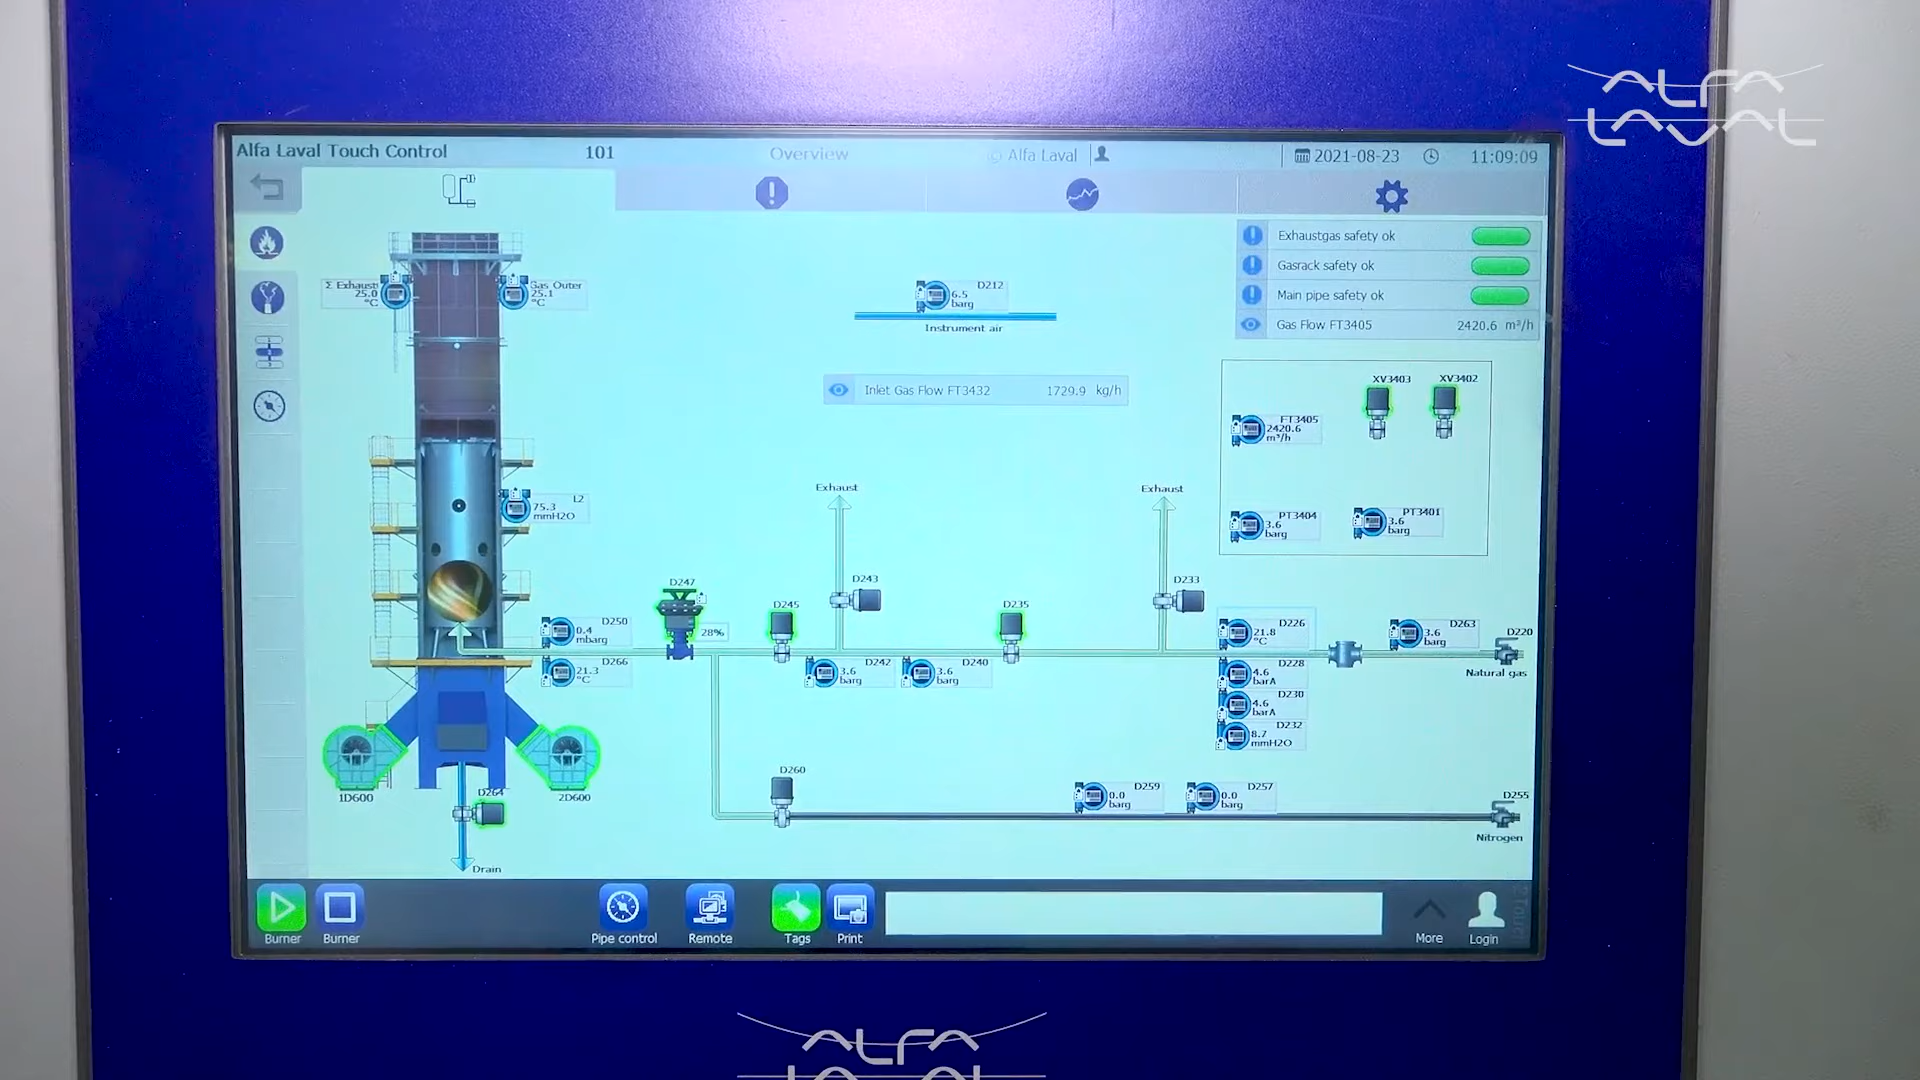 ALFA
LAVAL
Alfa Laval Touch Control 101 Overview © Alfa Laval 2021-08-23 11:09:09
Exhaustgas safety ok
Gasrack safety ok
Main pipe safety ok
Gas Flow FT3405 2420.6 m³/h
Σ Exhaust
25.0
°C
Gas Outer
25.1
°C
D212
6.5
barg
Instrument air
Inlet Gas Flow FT3432 1729.9 kg/h
XV3403 XV3402
FT3405
2420.6
m³/h
PT3404
3.6
barg
PT3401
3.6
barg
L2
75.3
mmH2O
Exhaust
Exhaust
D247
28%
D245
D243
D235
D233
D250
0.4
mbarg
D266
21.3
°C
D242
3.6
barg
D240
3.6
barg
D226
21.8
°C
D228
4.6
barA
D230
4.6
barA
D232
8.7
mmH2O
D263
3.6
barg
D220
Natural gas
1D600
2D600
D264
Drain
D260
D259
0.0
barg
D257
0.0
barg
D255
Nitrogen
Burner
Burner
Pipe control
Remote
Tags
Print
More
Login
ALFA
LAVAL